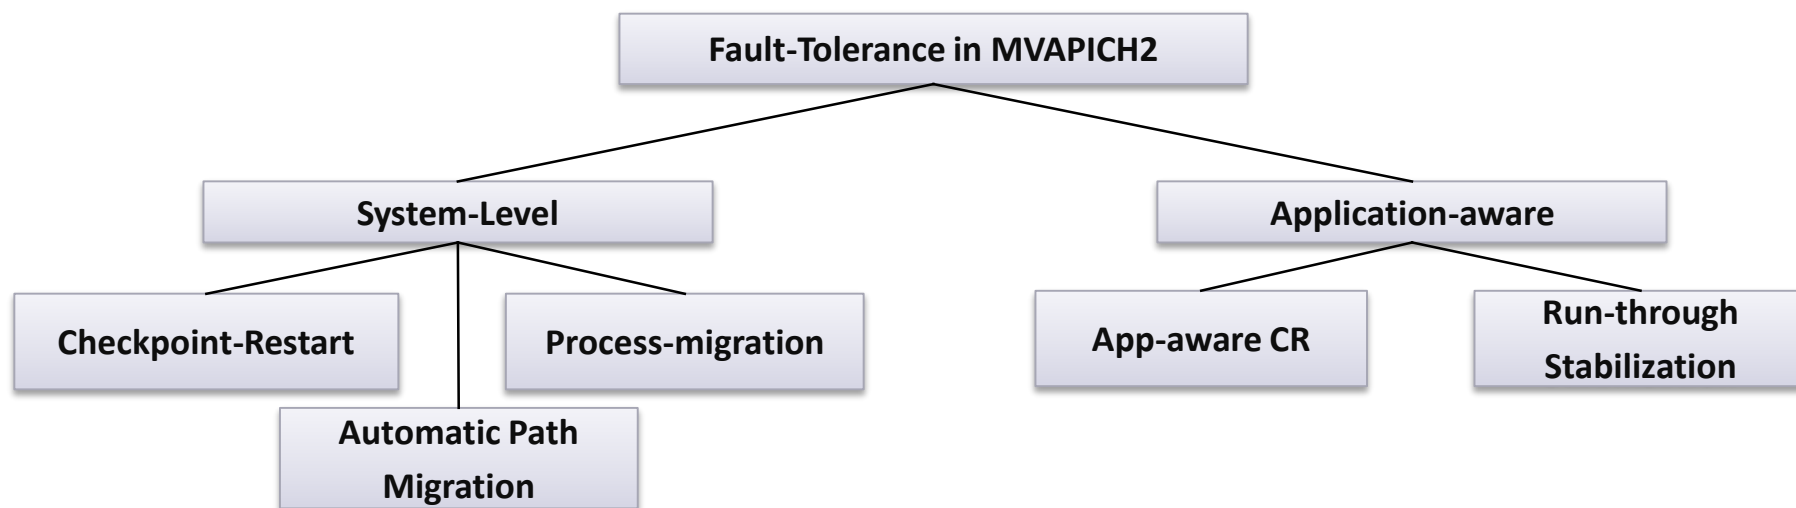 Fault-Tolerance in MVAPICH2
System-Level
Application-aware
Checkpoint-Restart
Process-migration
App-aware CR
Run-through
Stabilization
Automatic Path
Migration